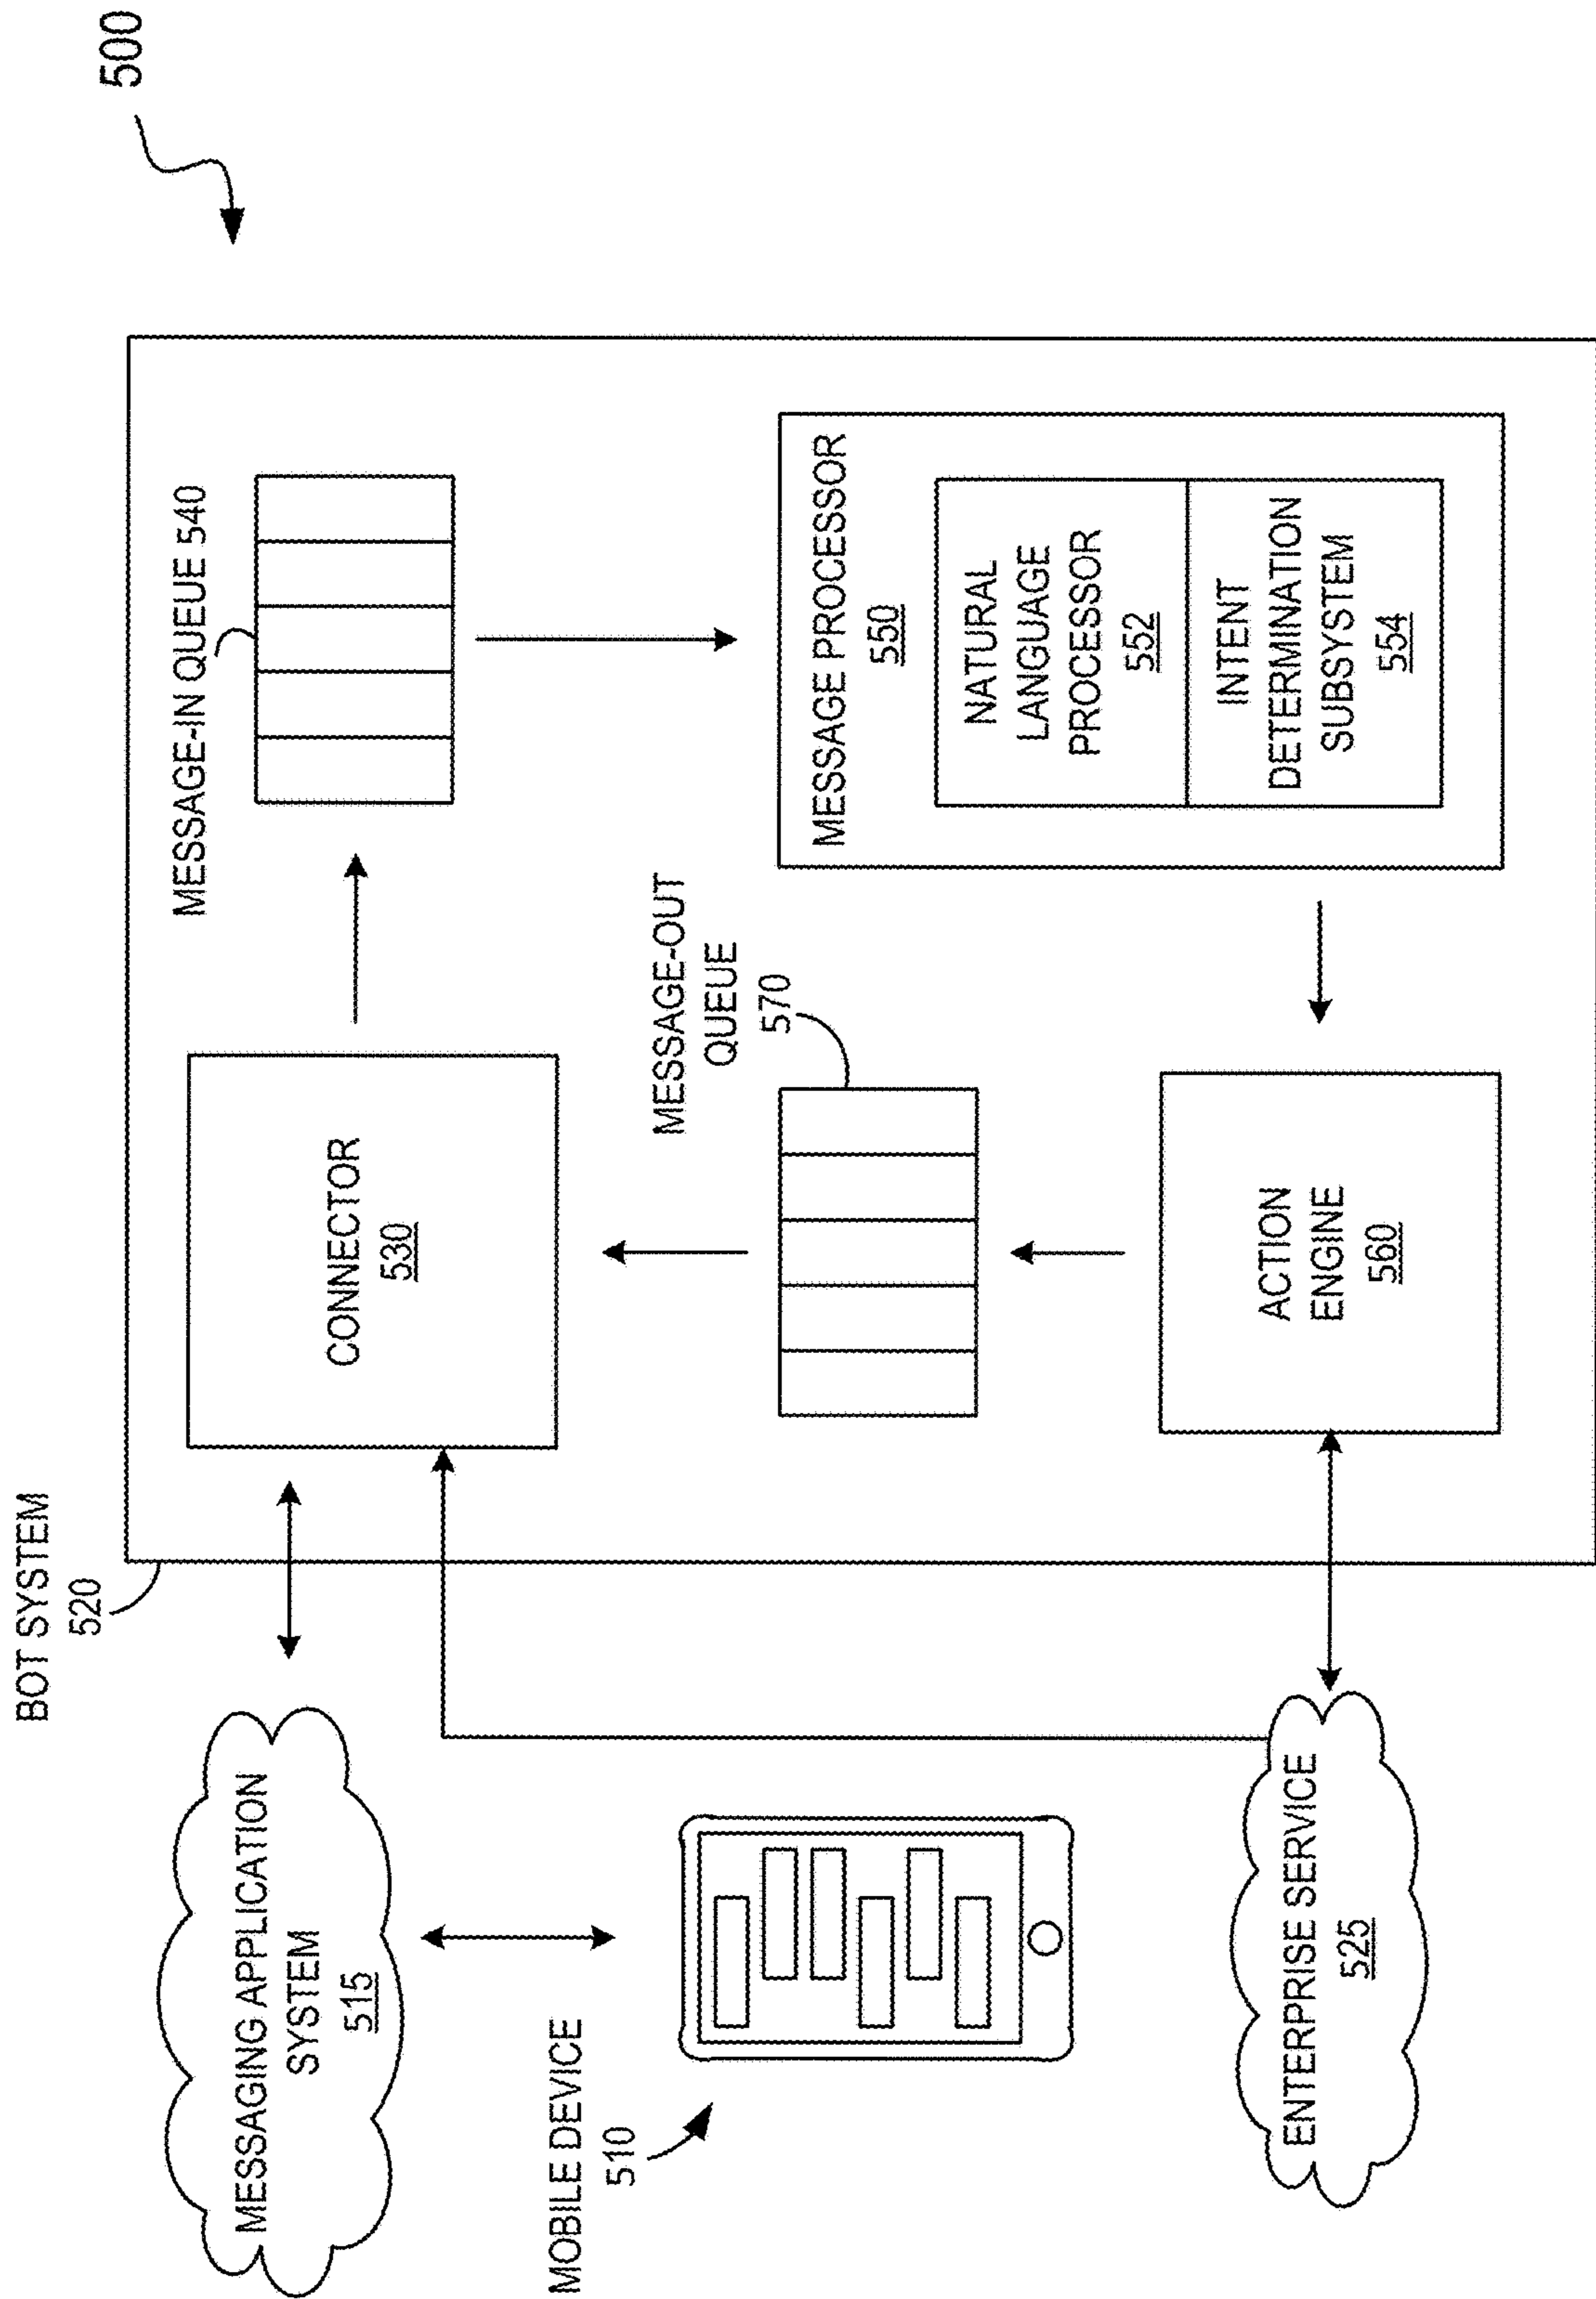 500
BOT SYSTEM
520
MESSAGING APPLICATION
SYSTEM
515
CONNECTOR
530
MESSAGE-IN QUEUE 540
MOBILE DEVICE
510
MESSAGE-OUT
QUEUE
570
MESSAGE PROCESSOR
550
NATURAL
LANGUAGE
PROCESSOR
552
INTENT
DETERMINATION
SUBSYSTEM
554
ENTERPRISE SERVICE
525
ACTION
ENGINE
560